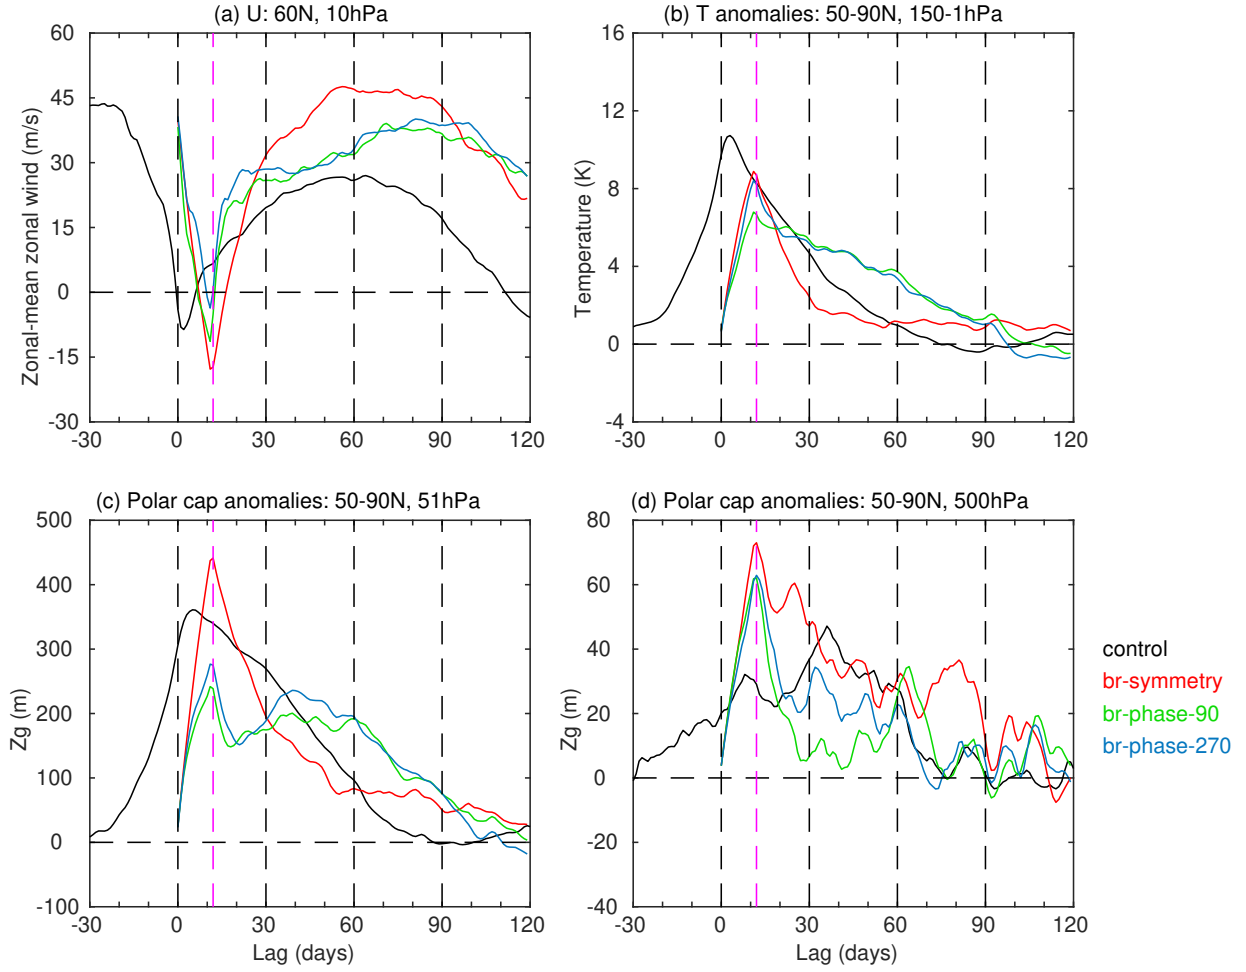 (a) U: 60N, 10hPa
Zonal-mean zonal wind (m/s)
60
45
30
15
0
-15
-30
-30 0 30 60 90 120
(b) T anomalies: 50-90N, 150-1hPa
Temperature (K)
16
12
8
4
0
-4
-30 0 30 60 90 120
(c) Polar cap anomalies: 50-90N, 51hPa
Zg (m)
500
400
300
200
100
0
-100
-30 0 30 60 90 120
Lag (days)
(d) Polar cap anomalies: 50-90N, 500hPa
Zg (m)
80
60
40
20
0
-20
-40
-30 0 30 60 90 120
Lag (days)
control
br-symmetry
br-phase-90
br-phase-270